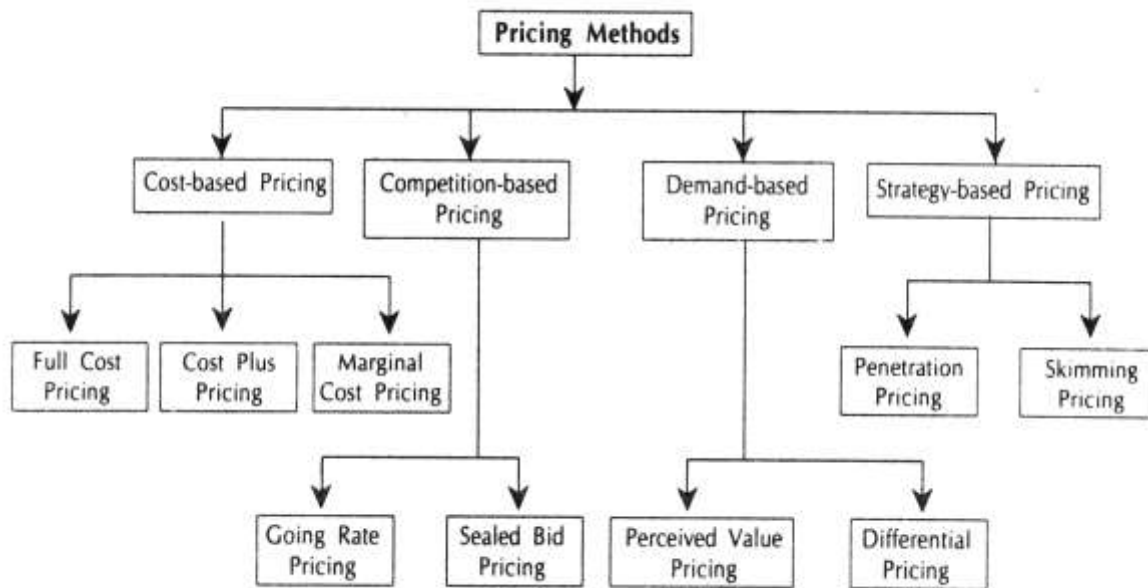 Pricing Methods
Cost-based Pricing
Competition-based
Pricing
Demand-based
Pricing
Strategy-based Pricing
Full Cost
Pricing
Cost Plus
Pricing
Marginal
Cost Pricing
Penetration
Pricing
Skimming
Pricing
Going Rate
Pricing
Sealed Bid
Pricing
Perceived Value
Pricing
Differential
Pricing